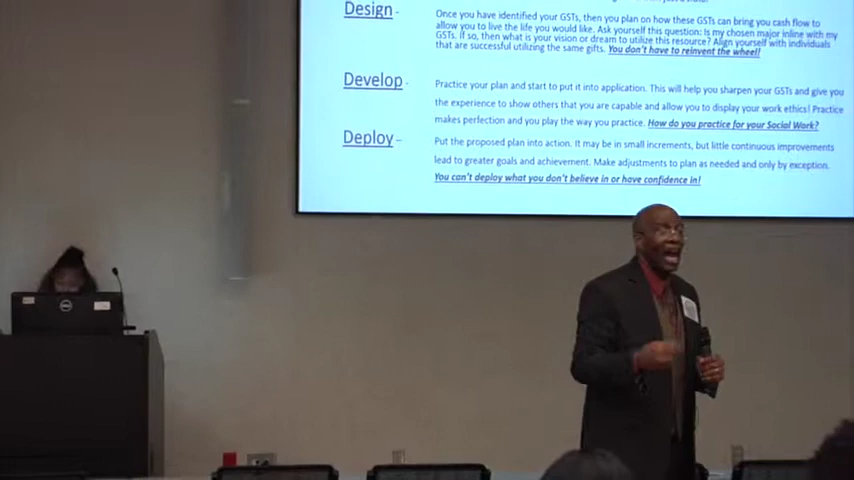 Design - Once you have identified your GSTs, then you plan on how these GSTs can bring you cash flow to
allow you to live the life you would like. Ask yourself this question: Is my chosen major inline with my
GSTs. If so, then what is your vision or dream to utilize this resource? Align yourself with individuals
that are successful utilizing the same gifts. You don't have to reinvent the wheel!
Develop - Practice your plan and start to put it into application. This will help you sharpen your GSTs and give you
the experience to show others that you are capable and allow you to display your work ethics! Practice
makes perfection and you play the way you practice. How do you practice for your Social Work?
Deploy – Put the proposed plan into action. It may be in small increments, but little continuous improvements
lead to greater goals and achievement. Make adjustments to plan as needed and only by exception.
You can't deploy what you don't believe in or have confidence in!
DELL